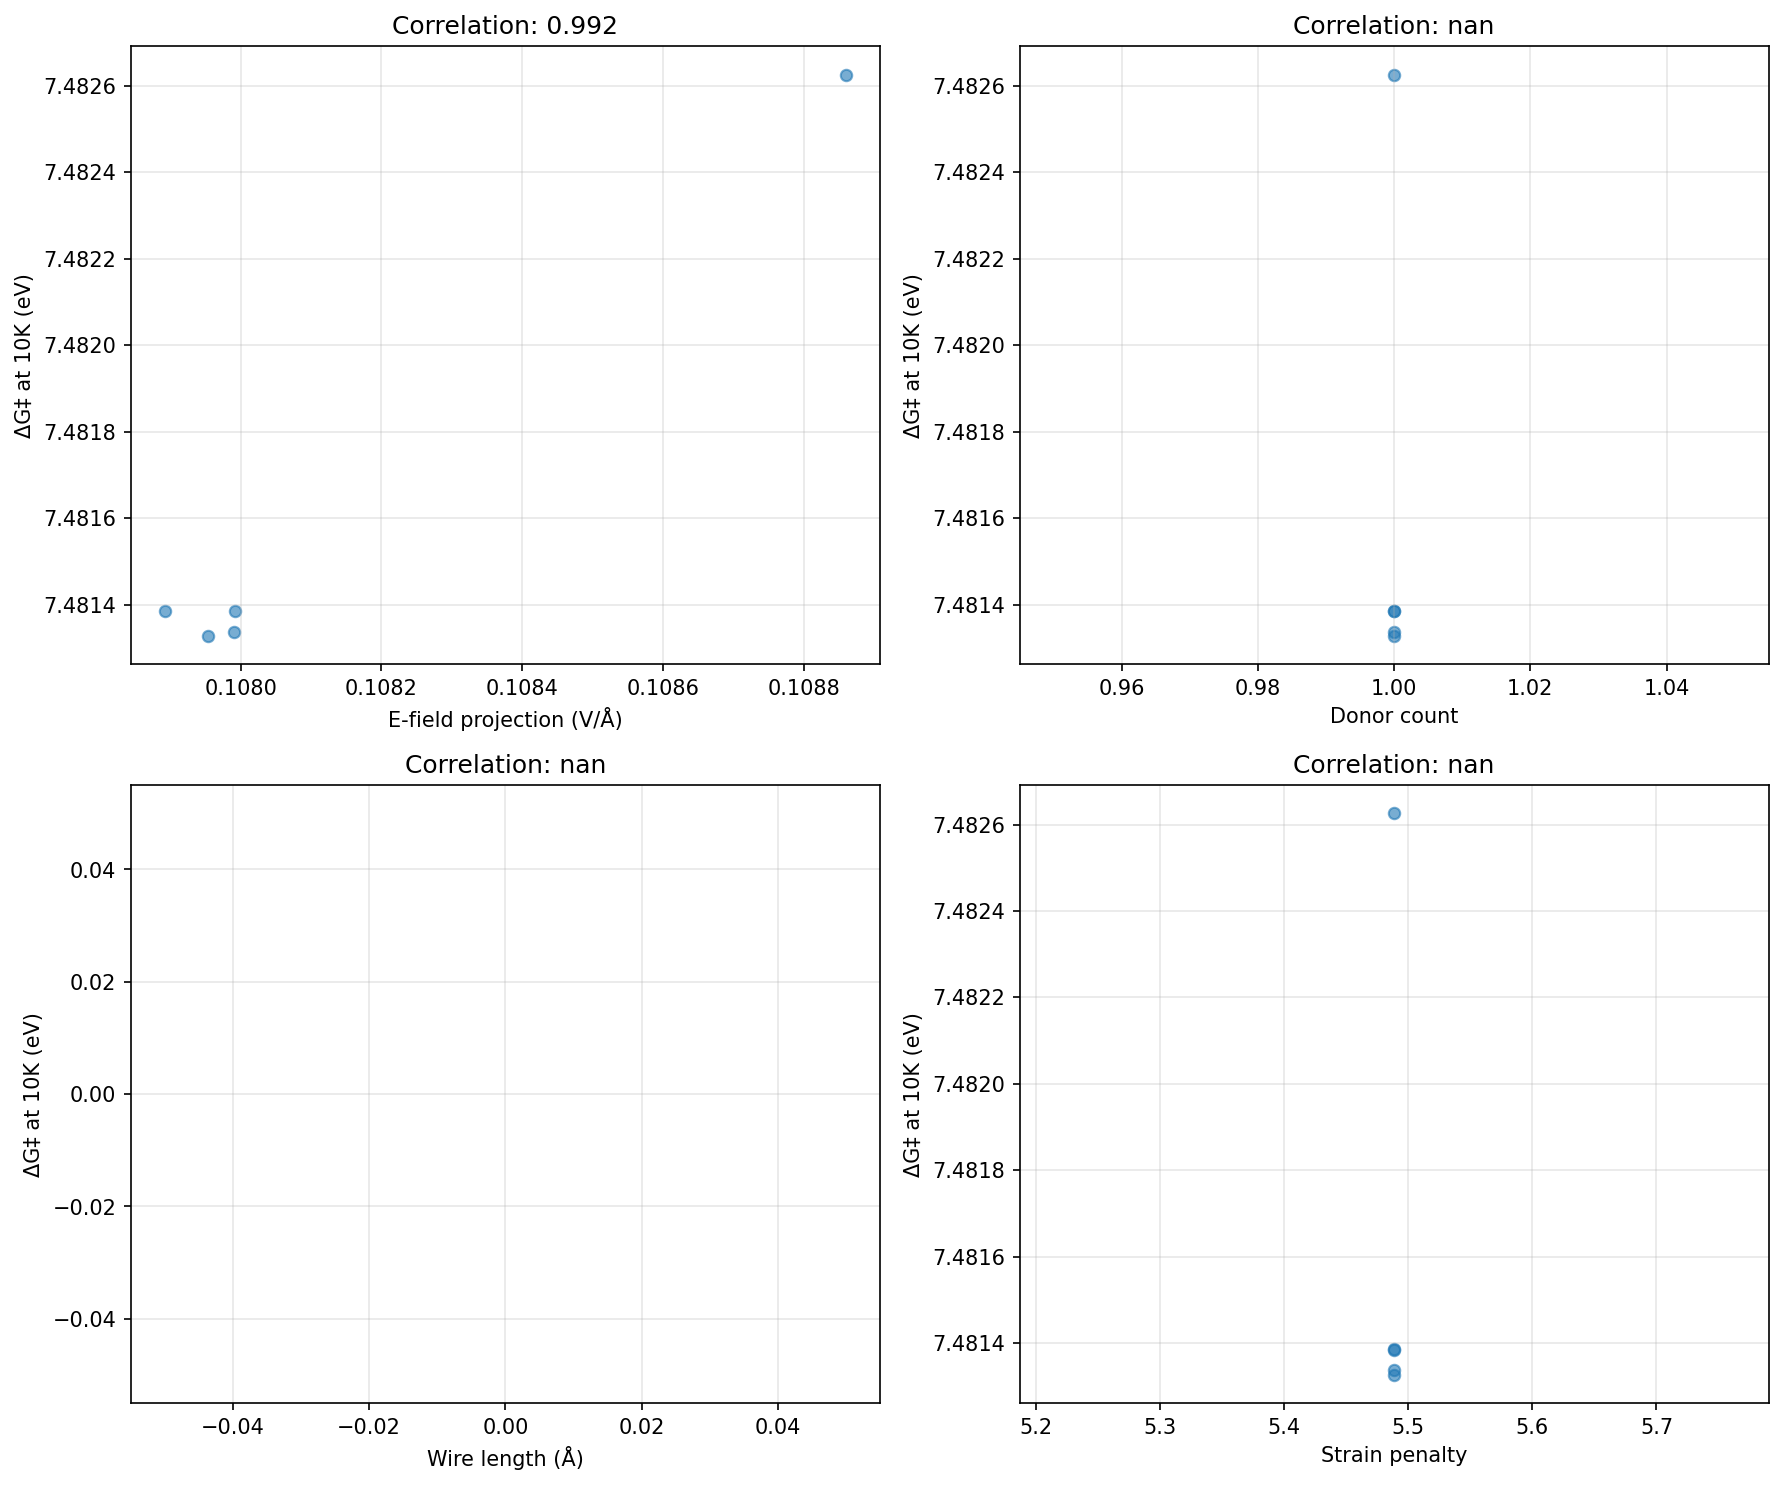 Correlation: 0.992
ΔG‡ at 10K (eV)
7.4826
7.4824
7.4822
7.4820
7.4818
7.4816
7.4814
0.1080 0.1082 0.1084 0.1086 0.1088
E-field projection (V/Å)
Correlation: nan
ΔG‡ at 10K (eV)
7.4826
7.4824
7.4822
7.4820
7.4818
7.4816
7.4814
0.96 0.98 1.00 1.02 1.04
Donor count
Correlation: nan
ΔG‡ at 10K (eV)
0.04
0.02
0.00
−0.02
−0.04
−0.04 −0.02 0.00 0.02 0.04
Wire length (Å)
Correlation: nan
ΔG‡ at 10K (eV)
7.4826
7.4824
7.4822
7.4820
7.4818
7.4816
7.4814
5.2 5.3 5.4 5.5 5.6 5.7
Strain penalty